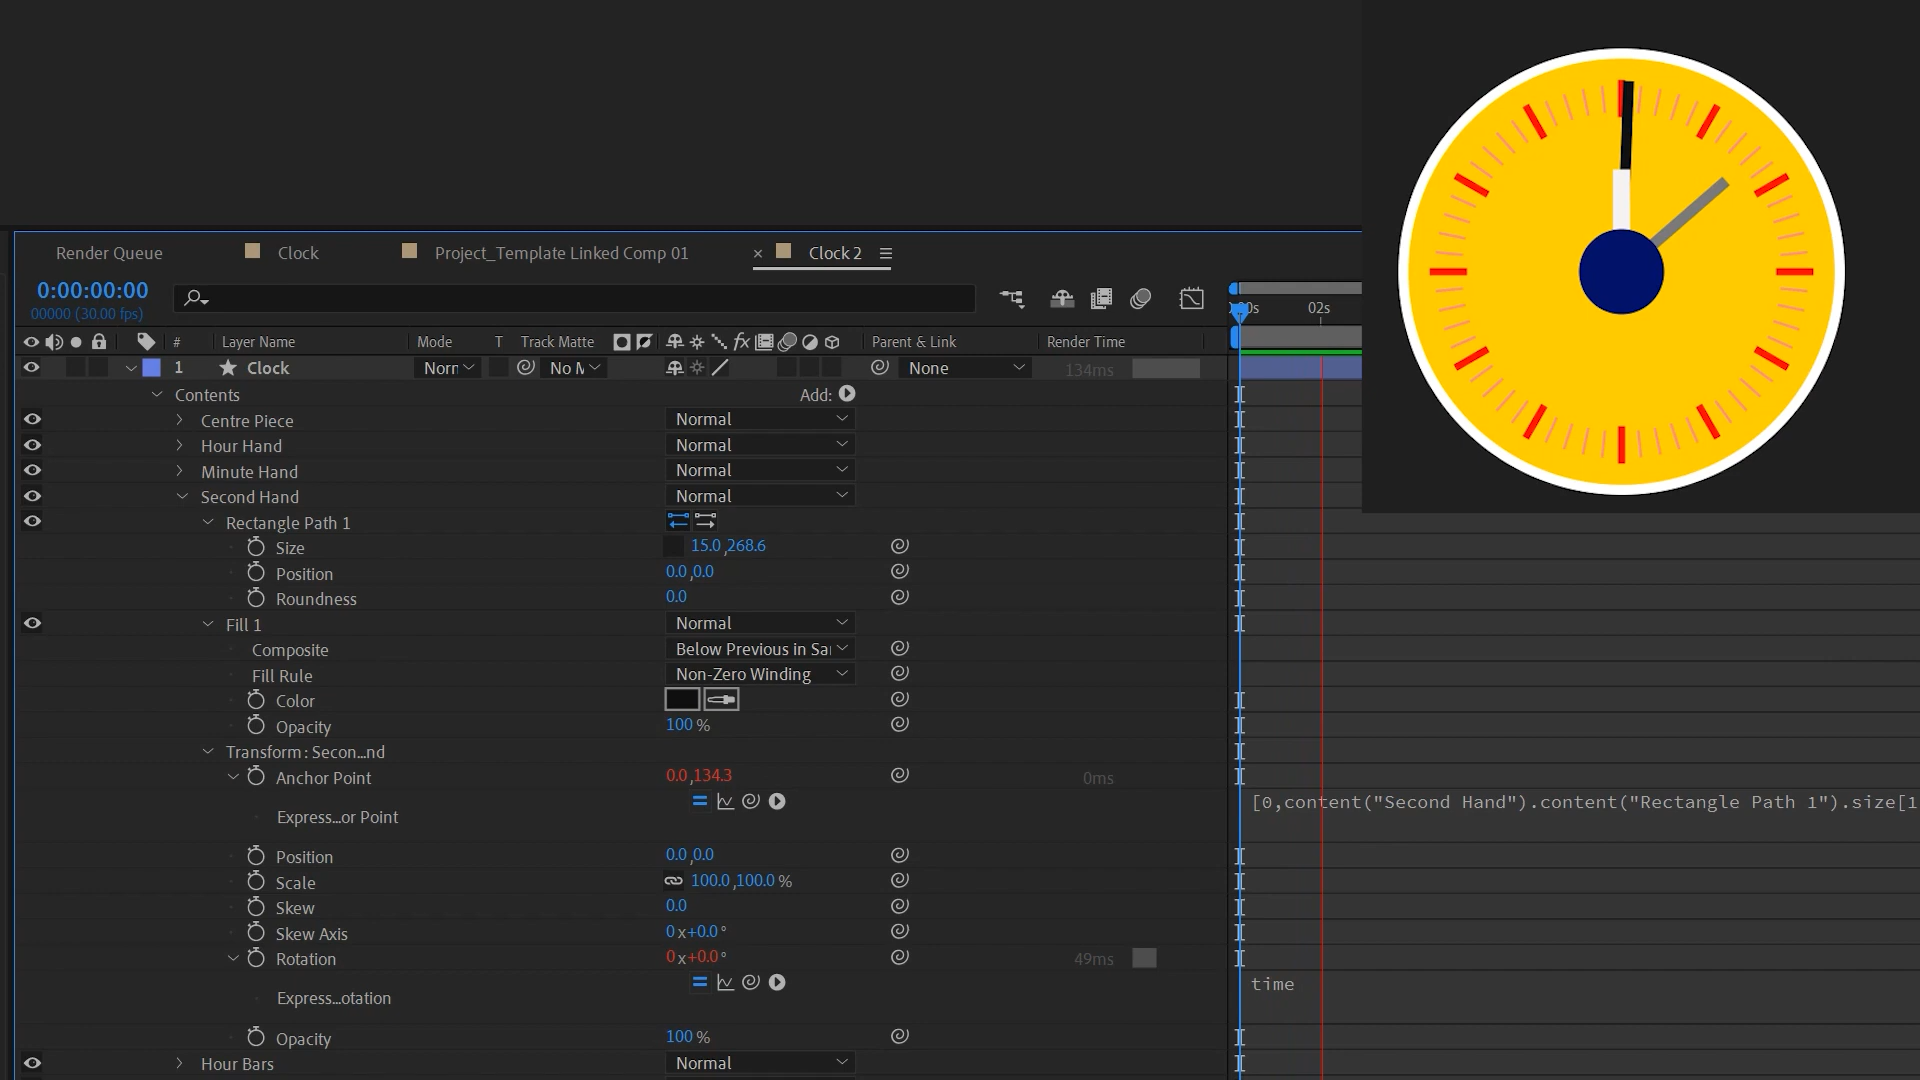 Render Queue Clock Project_Template Linked Comp 01 × Clock 2
0:00:00:00
00000 (30.00 fps)
02s
# Layer Name Mode T Track Matte Parent & Link Render Time
1 Clock None 134ms
Contents Add:
Centre Piece Normal
Hour Hand Normal
Minute Hand Normal
Second Hand Normal
Rectangle Path 1
Size 15.0,268.6
Position 0.0,0.0
Roundness 0.0
Fill 1 Normal
Composite Below Previous in Sa
Fill Rule Non-Zero Winding
Color
Opacity 100 %
Transform : Secon...nd
Anchor Point 0.0,134.3 0ms
Express...or Point [0,content("Second Hand").content("Rectangle Path 1").size[1
Position 0.0,0.0
Scale 100.0,100.0 %
Skew 0.0
Skew Axis 0x+0.0°
Rotation 0x+0.0° 49ms
Express...otation time
Opacity 100 %
Hour Bars Normal